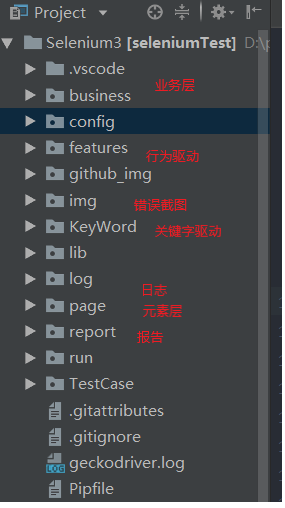 Project
Selenium3 [seleniumTest] D:\p
.vscode
business 业务层
config
features 行为驱动
github_img
img 错误截图
KeyWord 关键字驱动
lib
log 日志
page 元素层
report 报告
run
TestCase
.gitattributes
.gitignore
LOG geckodriver.log
Pipfile